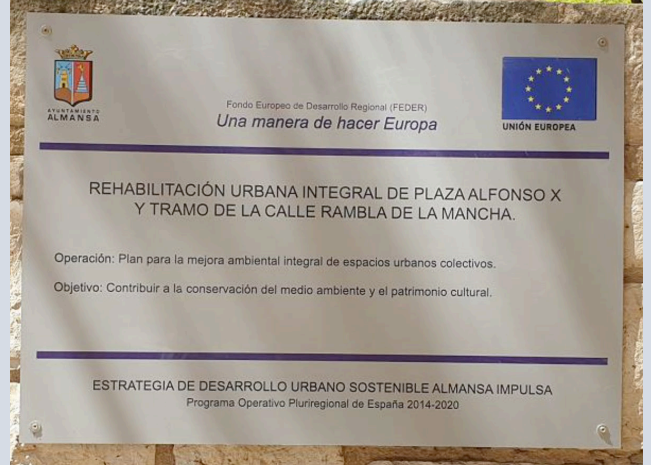 AYUNTAMIENTO
ALMANSA
Fondo Europeo de Desarrollo Regional (FEDER)
Una manera de hacer Europa
UNIÓN EUROPEA
REHABILITACIÓN URBANA INTEGRAL DE PLAZA ALFONSO X
Y TRAMO DE LA CALLE RAMBLA DE LA MANCHA.
Operación: Plan para la mejora ambiental integral de espacios urbanos colectivos.
Objetivo: Contribuir a la conservación del medio ambiente y el patrimonio cultural.
ESTRATEGIA DE DESARROLLO URBANO SOSTENIBLE ALMANSA IMPULSA
Programa Operativo Pluriregional de España 2014-2020